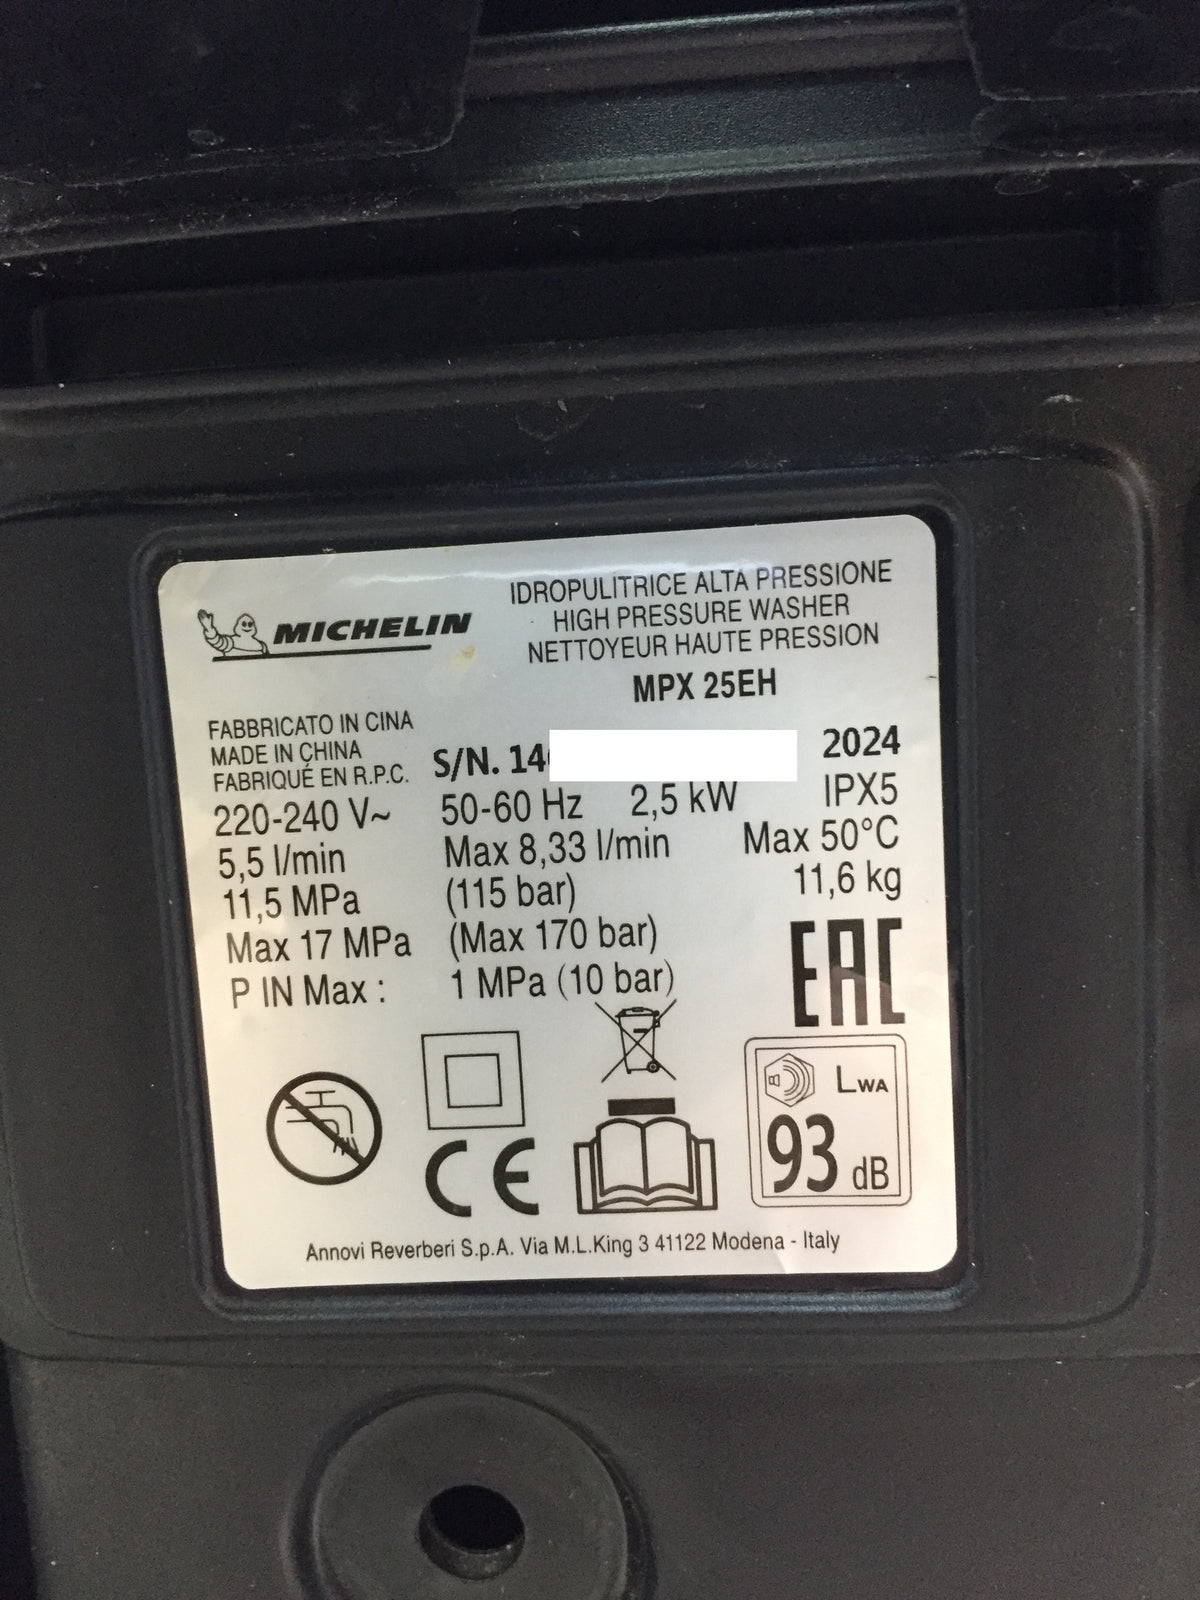 MICHELIN
IDROPULITRICE ALTA PRESSIONE
HIGH PRESSURE WASHER
NETTOYEUR HAUTE PRESSION
MPX 25EH
FABBRICATO IN CINA
MADE IN CHINA
FABRIQUÉ EN R.P.C.
S/N. 14 2024
220-240 V~ 50-60 Hz 2,5 kW IPX5
5,5 l/min Max 8,33 l/min Max 50°C
11,5 MPa (115 bar) 11,6 kg
Max 17 MPa (Max 170 bar)
P IN Max : 1 MPa (10 bar)
EAC
CE
LWA
93 dB
Annovi Reverberi S.p.A. Via M.L.King 3 41122 Modena - Italy